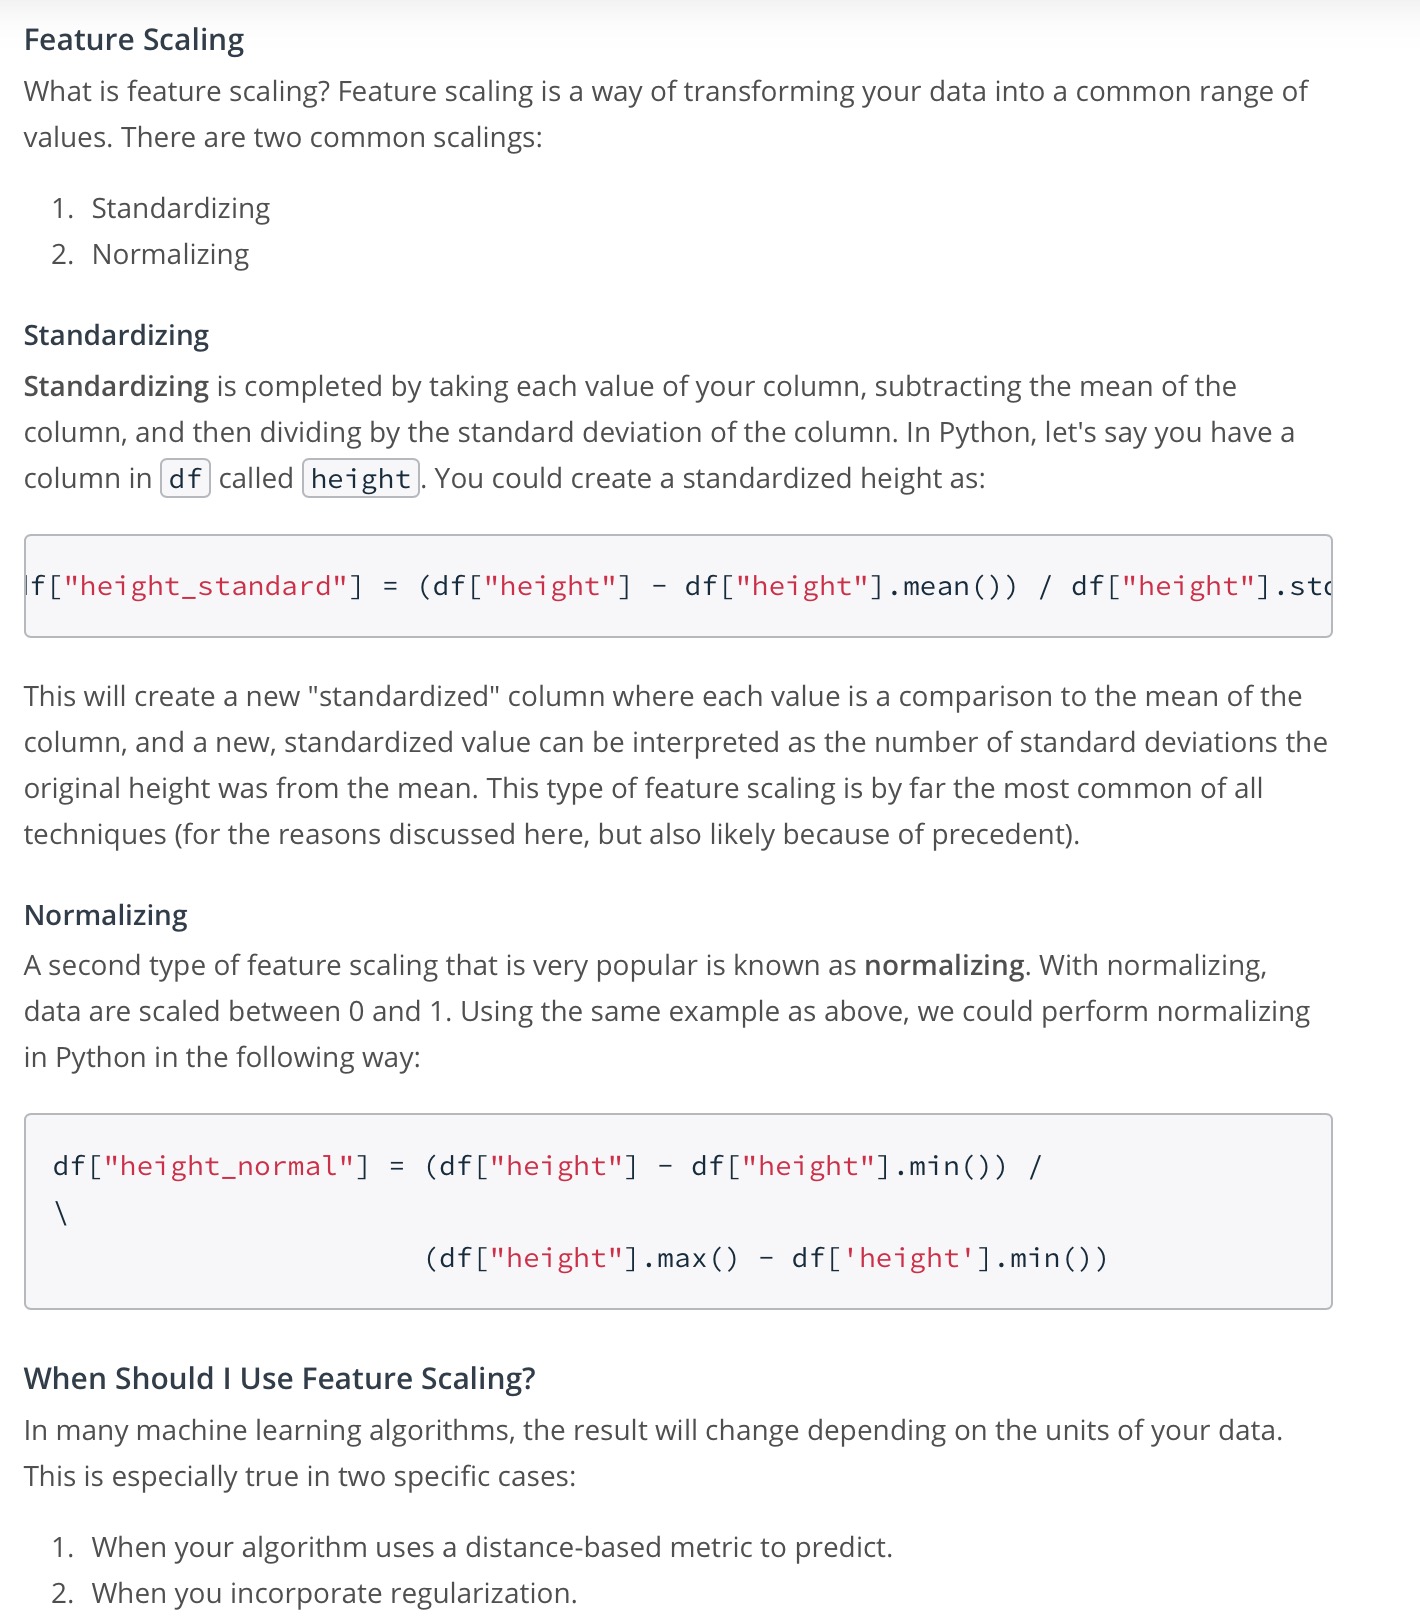 Feature Scaling
What is feature scaling? Feature scaling is a way of transforming your data into a common range of
values. There are two common scalings:
1. Standardizing
2. Normalizing
Standardizing
Standardizing is completed by taking each value of your column, subtracting the mean of the
column, and then dividing by the standard deviation of the column. In Python, let's say you have a
column in df called height. You could create a standardized height as:
f["height_standard"] = (df["height"] - df["height"].mean()) / df["height"].st
This will create a new "standardized" column where each value is a comparison to the mean of the
column, and a new, standardized value can be interpreted as the number of standard deviations the
original height was from the mean. This type of feature scaling is by far the most common of all
techniques (for the reasons discussed here, but also likely because of precedent).
Normalizing
A second type of feature scaling that is very popular is known as normalizing. With normalizing,
data are scaled between 0 and 1. Using the same example as above, we could perform normalizing
in Python in the following way:
df["height_normal"] = (df["height"] - df["height"].min()) /
\
(df["height"].max() - df['height'].min())
When Should I Use Feature Scaling?
In many machine learning algorithms, the result will change depending on the units of your data.
This is especially true in two specific cases:
1. When your algorithm uses a distance-based metric to predict.
2. When you incorporate regularization.